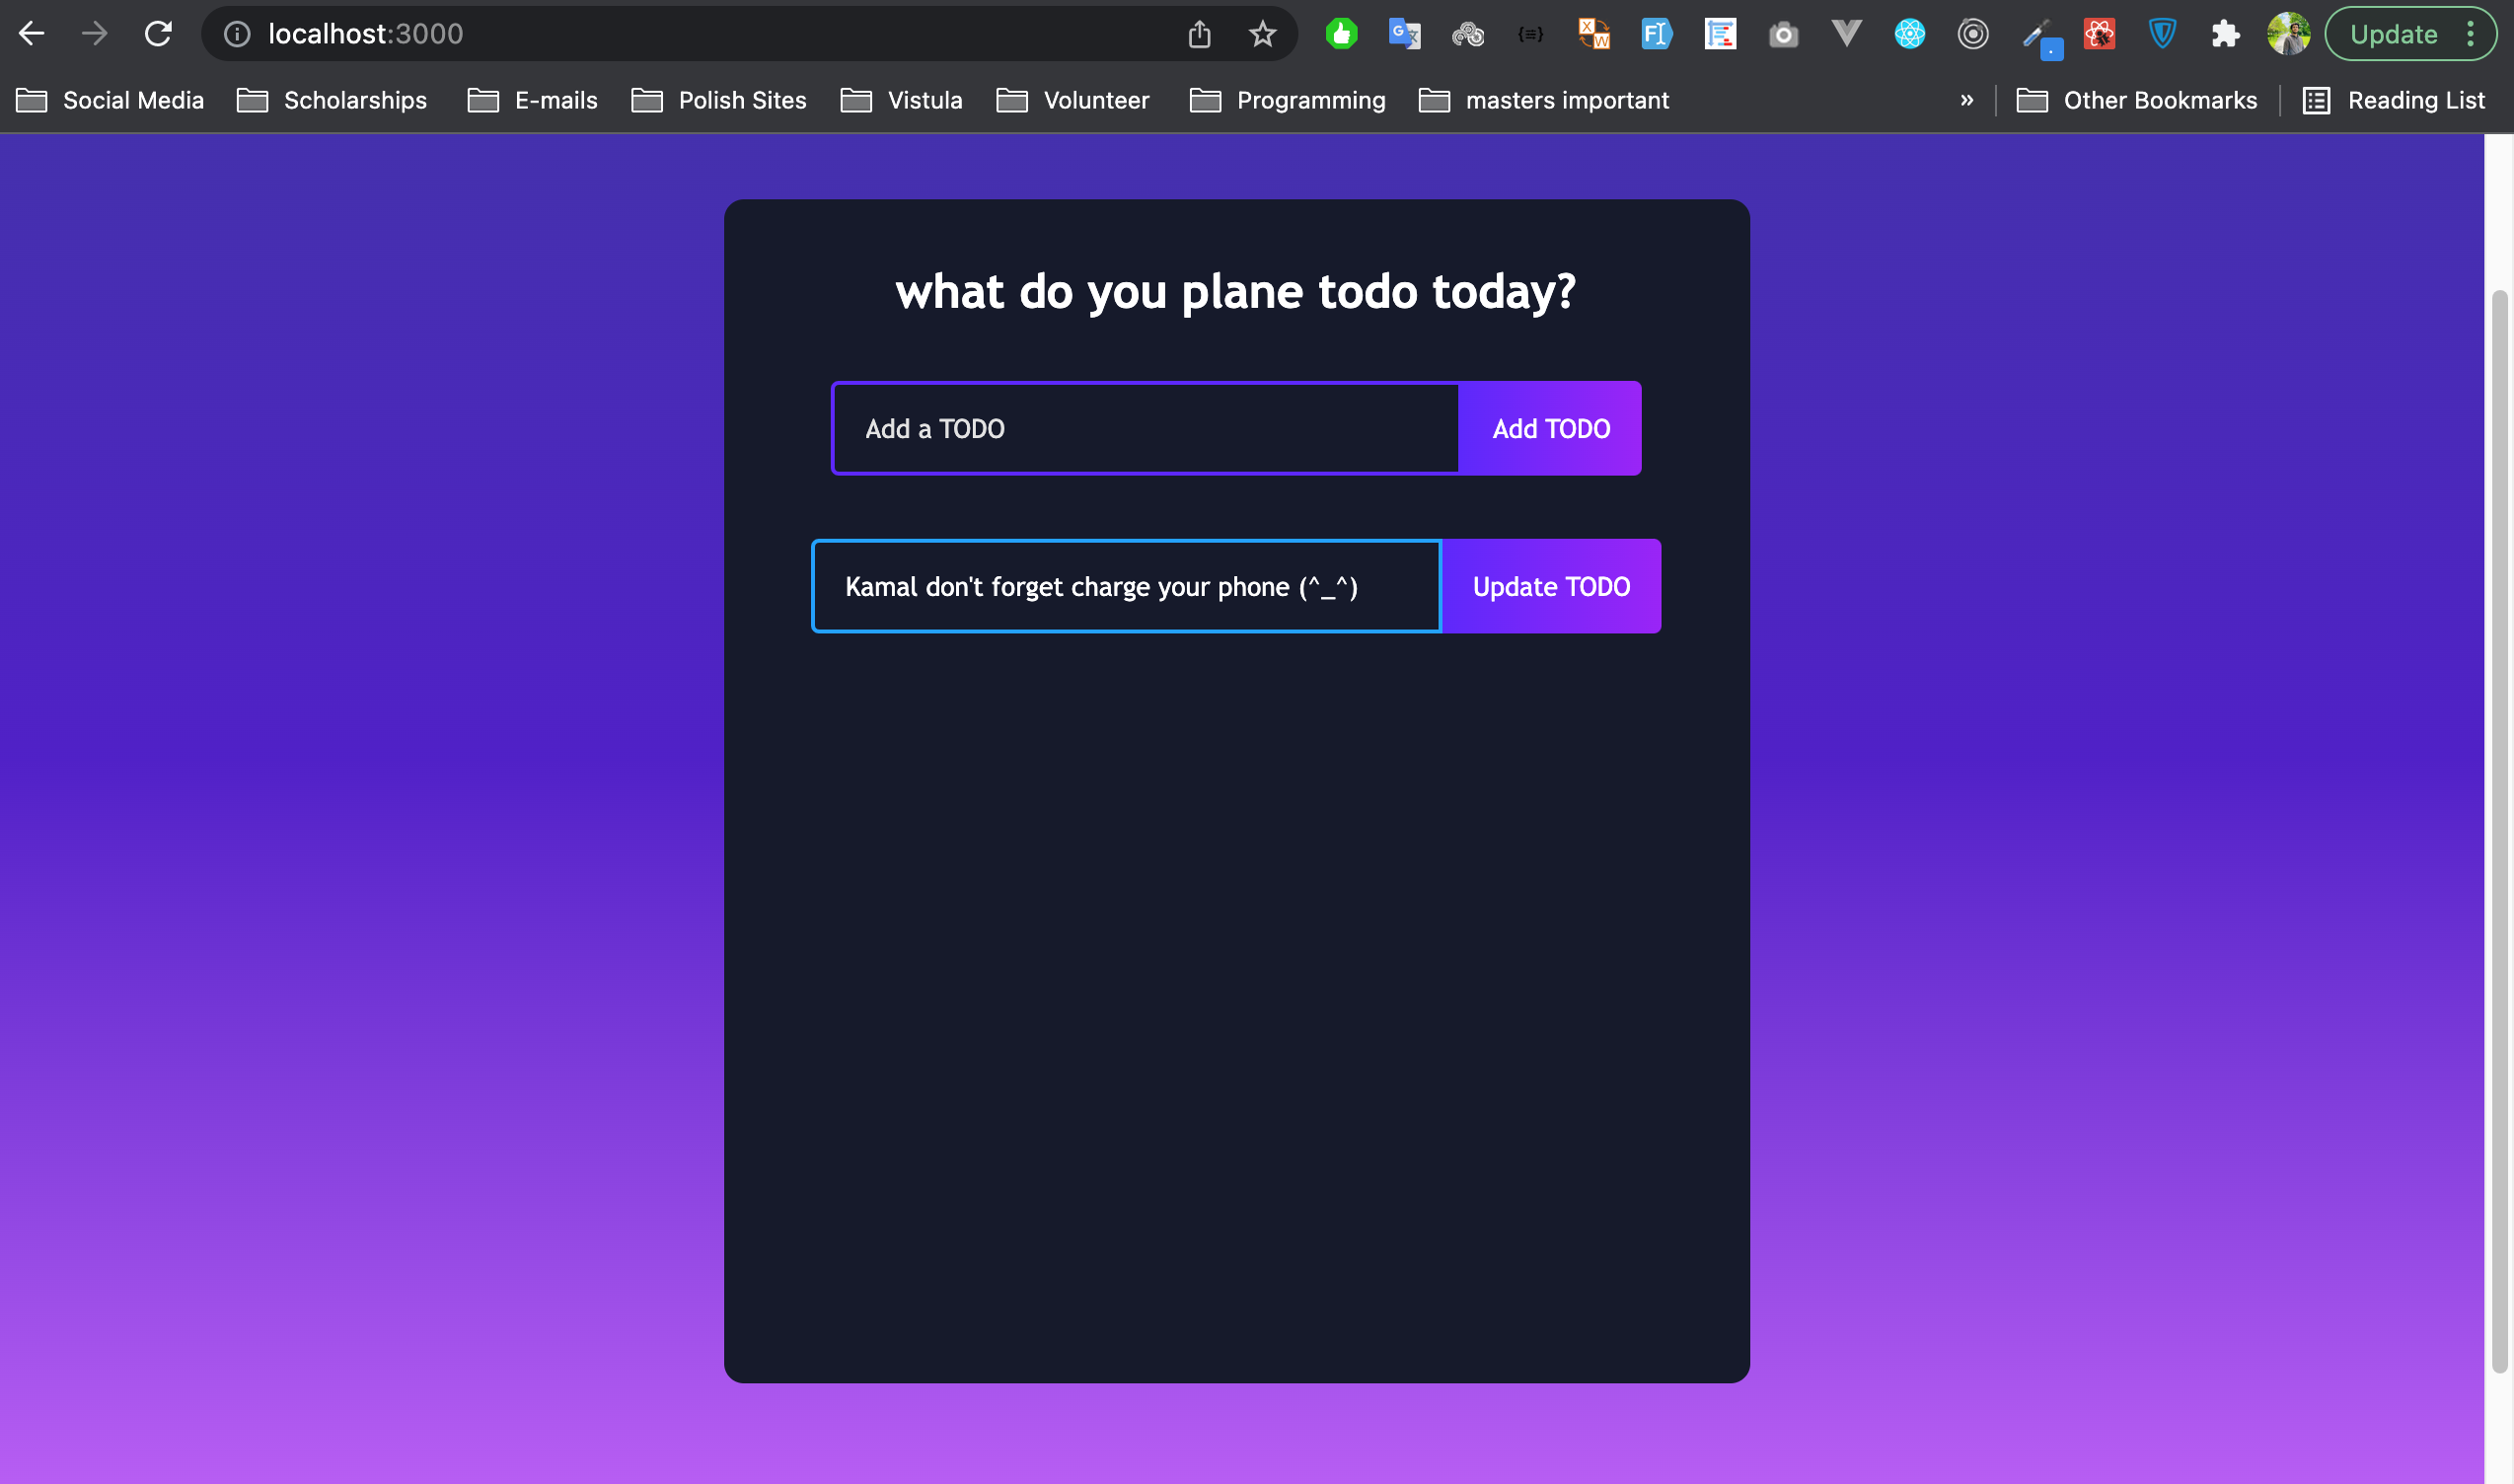 localhost:3000
Update
Social Media Scholarships E-mails Polish Sites Vistula Volunteer Programming masters important » Other Bookmarks Reading List
what do you plane todo today?
Add a TODO Add TODO
Kamal don't forget charge your phone (^_^) Update TODO